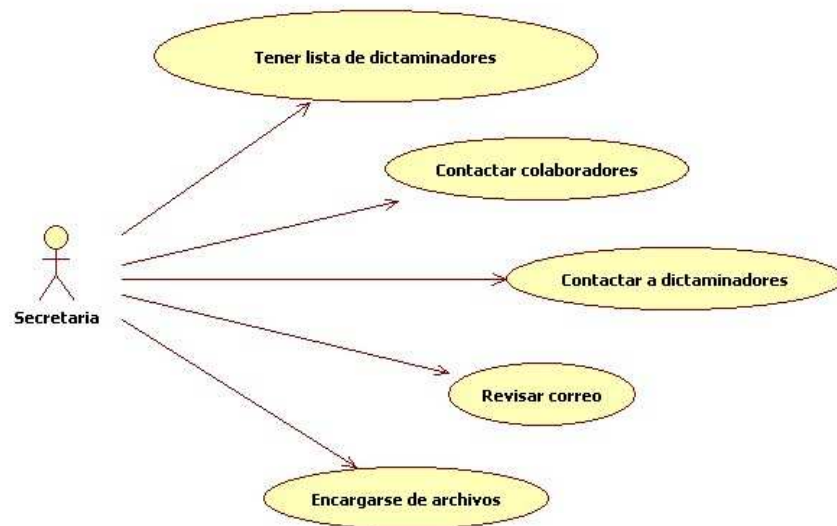 Tener lista de dictaminadores
Contactar colaboradores
Contactar a dictaminadores
Secretaria
Revisar correo
Encargarse de archivos